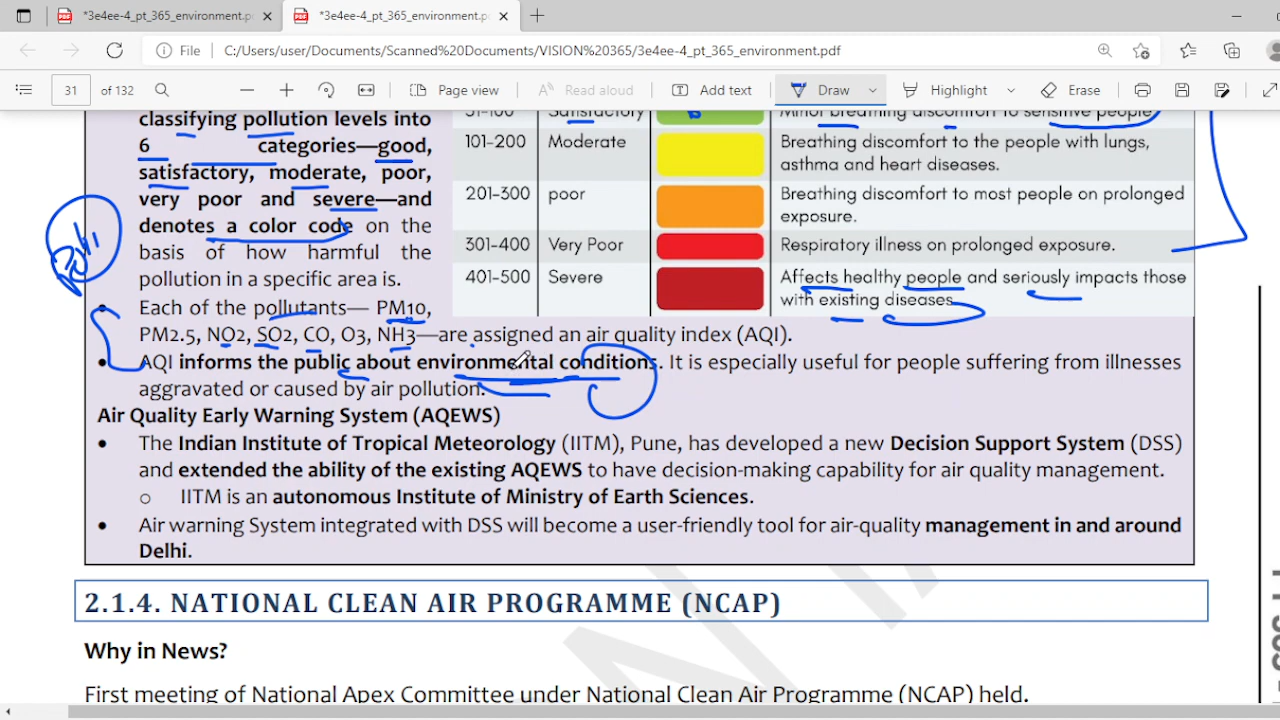 *3e4ee-4_pt_365_environment.p
*3e4ee-4_pt_365_environment.p
File
C:/Users/user/Documents/Scanned%20Documents/VISION%20365/3e4ee-4_pt_365_environment.pdf
31 of 132
Page view
Read aloud
Add text
Draw
Highlight
Erase
classifying pollution levels into
6 categories—good,
satisfactory, moderate, poor,
very poor and severe—and
denotes a color code on the
basis of how harmful the
pollution in a specific area is.
51-100 Satisfactory Minor breathing discomfort to sensitive people
101-200 Moderate Breathing discomfort to the people with lungs,
asthma and heart diseases.
201-300 poor Breathing discomfort to most people on prolonged
exposure.
301-400 Very Poor Respiratory illness on prolonged exposure.
401-500 Severe Affects healthy people and seriously impacts those
with existing diseases
• Each of the pollutants— PM10,
PM2.5, NO2, SO2, CO, O3, NH3—are assigned an air quality index (AQI).
• AQI informs the public about environmental conditions. It is especially useful for people suffering from illnesses
aggravated or caused by air pollution.
Air Quality Early Warning System (AQEWS)
• The Indian Institute of Tropical Meteorology (IITM), Pune, has developed a new Decision Support System (DSS)
and extended the ability of the existing AQEWS to have decision-making capability for air quality management.
o IITM is an autonomous Institute of Ministry of Earth Sciences.
• Air warning System integrated with DSS will become a user-friendly tool for air-quality management in and around
Delhi.
2.1.4. NATIONAL CLEAN AIR PROGRAMME (NCAP)
Why in News?
First meeting of National Apex Committee under National Clean Air Programme (NCAP) held.